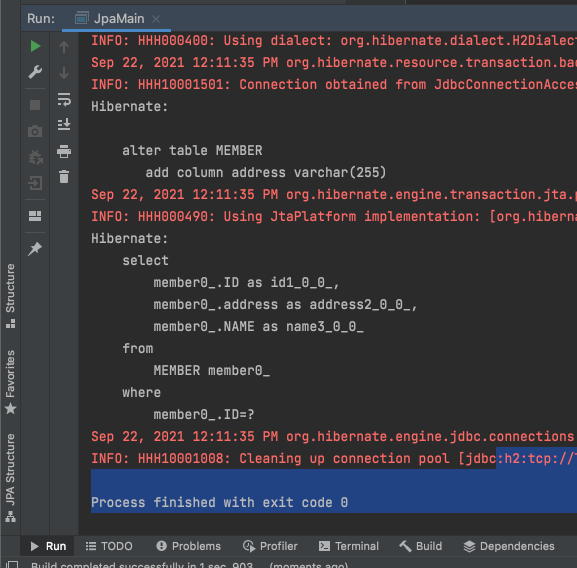 Run: JpaMain
INFO: HHH000400: Using dialect: org.hibernate.dialect.H2Dialect
Sep 22, 2021 12:11:35 PM org.hibernate.resource.transaction.bac
INFO: HHH10001501: Connection obtained from JdbcConnectionAcces
Hibernate:
alter table MEMBER
add column address varchar(255)
Sep 22, 2021 12:11:35 PM org.hibernate.engine.transaction.jta.p
INFO: HHH000490: Using JtaPlatform implementation: [org.hiberna
Hibernate:
select
member0_.ID as id1_0_0_,
member0_.address as address2_0_0_,
member0_.NAME as name3_0_0_
from
MEMBER member0_
where
member0_.ID=?
Sep 22, 2021 12:11:35 PM org.hibernate.engine.jdbc.connections
INFO: HHH10001008: Cleaning up connection pool [jdbc:h2:tcp://
Process finished with exit code 0
Structure
Favorites
JPA Structure
Run TODO Problems Profiler Terminal Build Dependencies
Build completed successfully in 1 sec, 903 (moments ago)